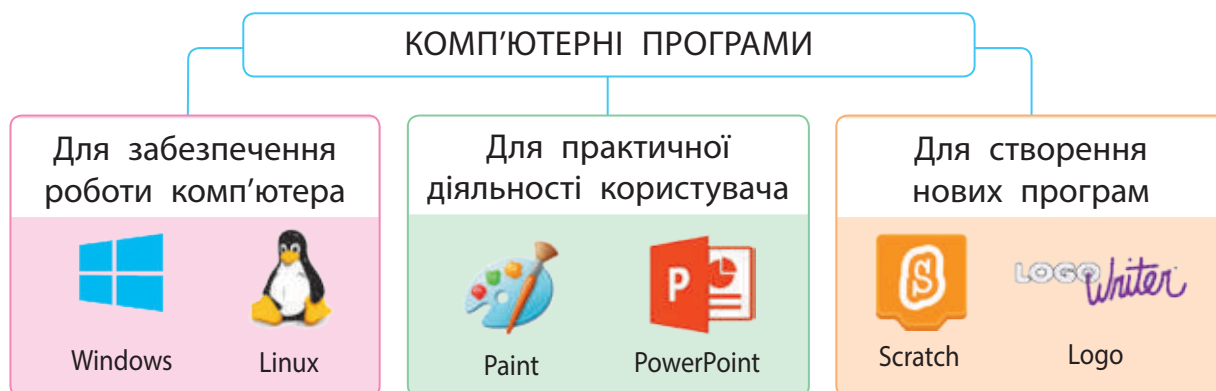 КОМП’ЮТЕРНІ ПРОГРАМИ
Для забезпечення
роботи комп’ютера
Windows
Linux
Для практичної
діяльності користувача
P
Paint
PowerPoint
Для створення
нових програм
S
LOGO Writer
Scratch
Logo